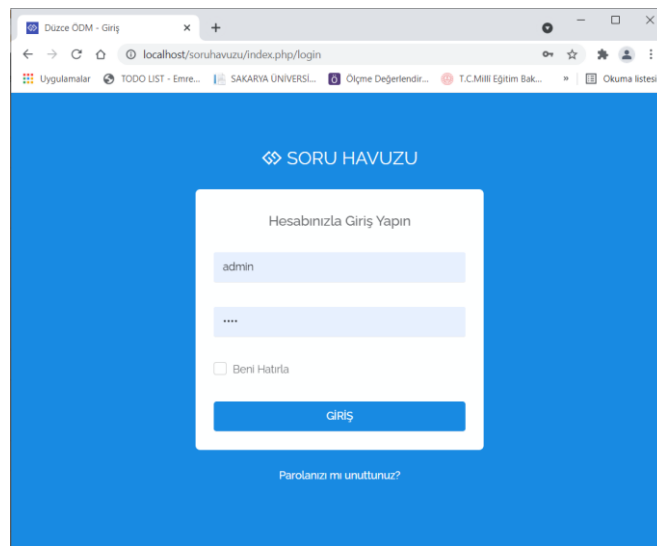 Düzce ÖDM - Giriş
localhost/soruhavuzu/index.php/login
Uygulamalar TODO LIST - Emre... SAKARYA ÜNİVERSİ... Ölçme Değerlendir... T.C.Milli Eğitim Bak... » Okuma listesi
SORU HAVUZU
Hesabınızla Giriş Yapın
admin
••••
Beni Hatırla
GİRİŞ
Parolanızı mı unuttunuz?